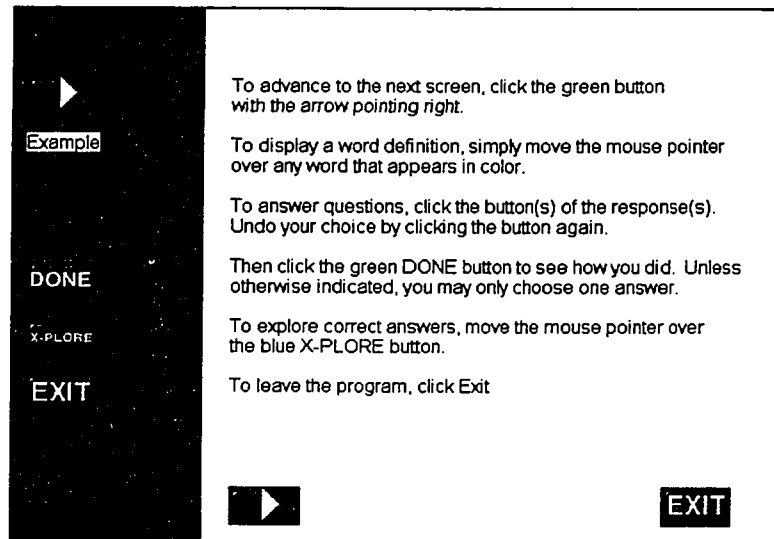 To advance to the next screen, click the green button
with the arrow pointing right.
Example
To display a word definition, simply move the mouse pointer
over any word that appears in color.
To answer questions, click the button(s) of the response(s).
Undo your choice by clicking the button again.
DONE
Then click the green DONE button to see how you did. Unless
otherwise indicated, you may only choose one answer.
X-PLORE
To explore correct answers, move the mouse pointer over
the blue X-PLORE button.
EXIT
To leave the program, click Exit
EXIT